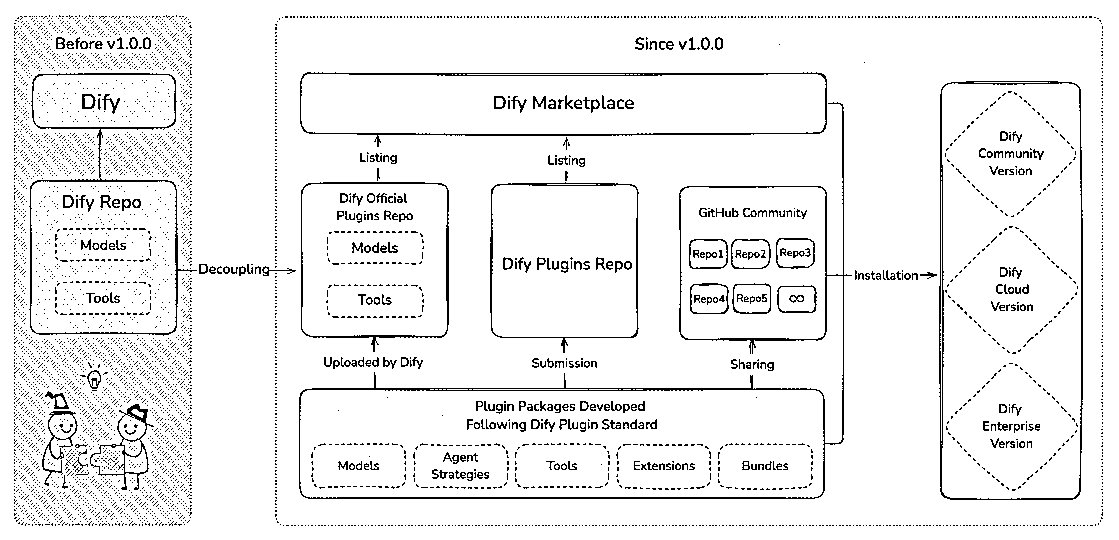 Before v1.0.0
Dify
Dify Repo
Models
Tools
Decoupling
Since v1.0.0
Dify Marketplace
Listing
Listing
Dify Official
Plugins Repo
Models
Tools
Dify Plugins Repo
GitHub Community
Repo1
Repo2
Repo3
Repo4
Repo5
∞
Installation
Uploaded by Dify
Submission
Sharing
Plugin Packages Developed
Following Dify Plugin Standard
Models
Agent
Strategies
Tools
Extensions
Bundles
Dify
Community
Version
Dify
Cloud
Version
Dify
Enterprise
Version